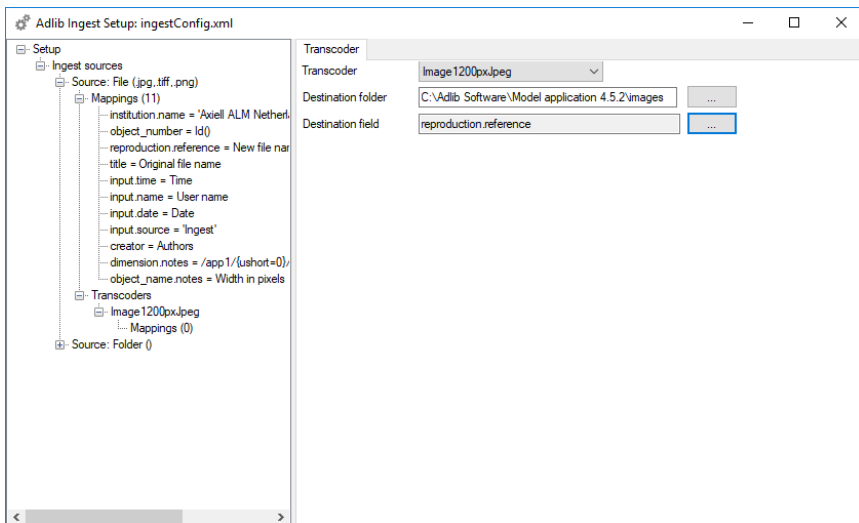 Adlib Ingest Setup: ingestConfig.xml
Setup
Ingest sources
Source: File (.jpg,.tiff,.png)
Mappings (11)
institution.name = 'Axiell ALM Netherl
object_number = Id()
reproduction.reference = New file nar
title = Original file name
input.time = Time
input.name = User name
input.date = Date
input.source = 'Ingest'
creator = Authors
dimension.notes = /app1/{ushort=0}/
object_name.notes = Width in pixels
Transcoders
Image1200pxJpeg
Mappings (0)
Source: Folder ()
Transcoder
Transcoder Image1200pxJpeg
Destination folder C:\Adlib Software\Model application 4.5.2\images ...
Destination field reproduction.reference ...